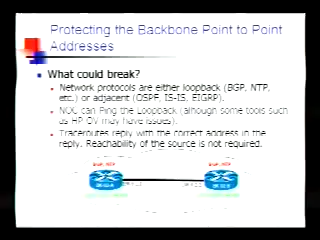 Protecting the Backbone Point to Point
Addresses
What could break?
Network protocols are either loopback (BGP, NTP,
etc.) or adjacent (OSPF, IS-IS, EIGRP).
NOC can Ping the Loopback (although some tools such
as HP OV may have issues).
Traceroutes reply with the correct address in the
reply. Reachability of the source is not required.